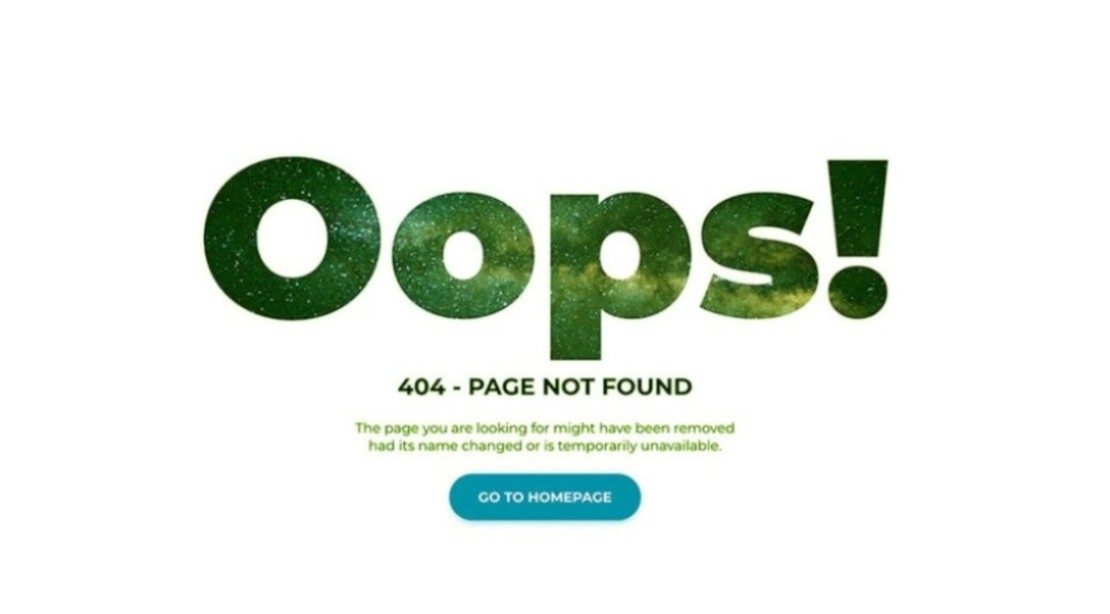 Oops!
404 - PAGE NOT FOUND
The page you are looking for might have been removed
had its name changed or is temporarily unavailable.
GO TO HOMEPAGE